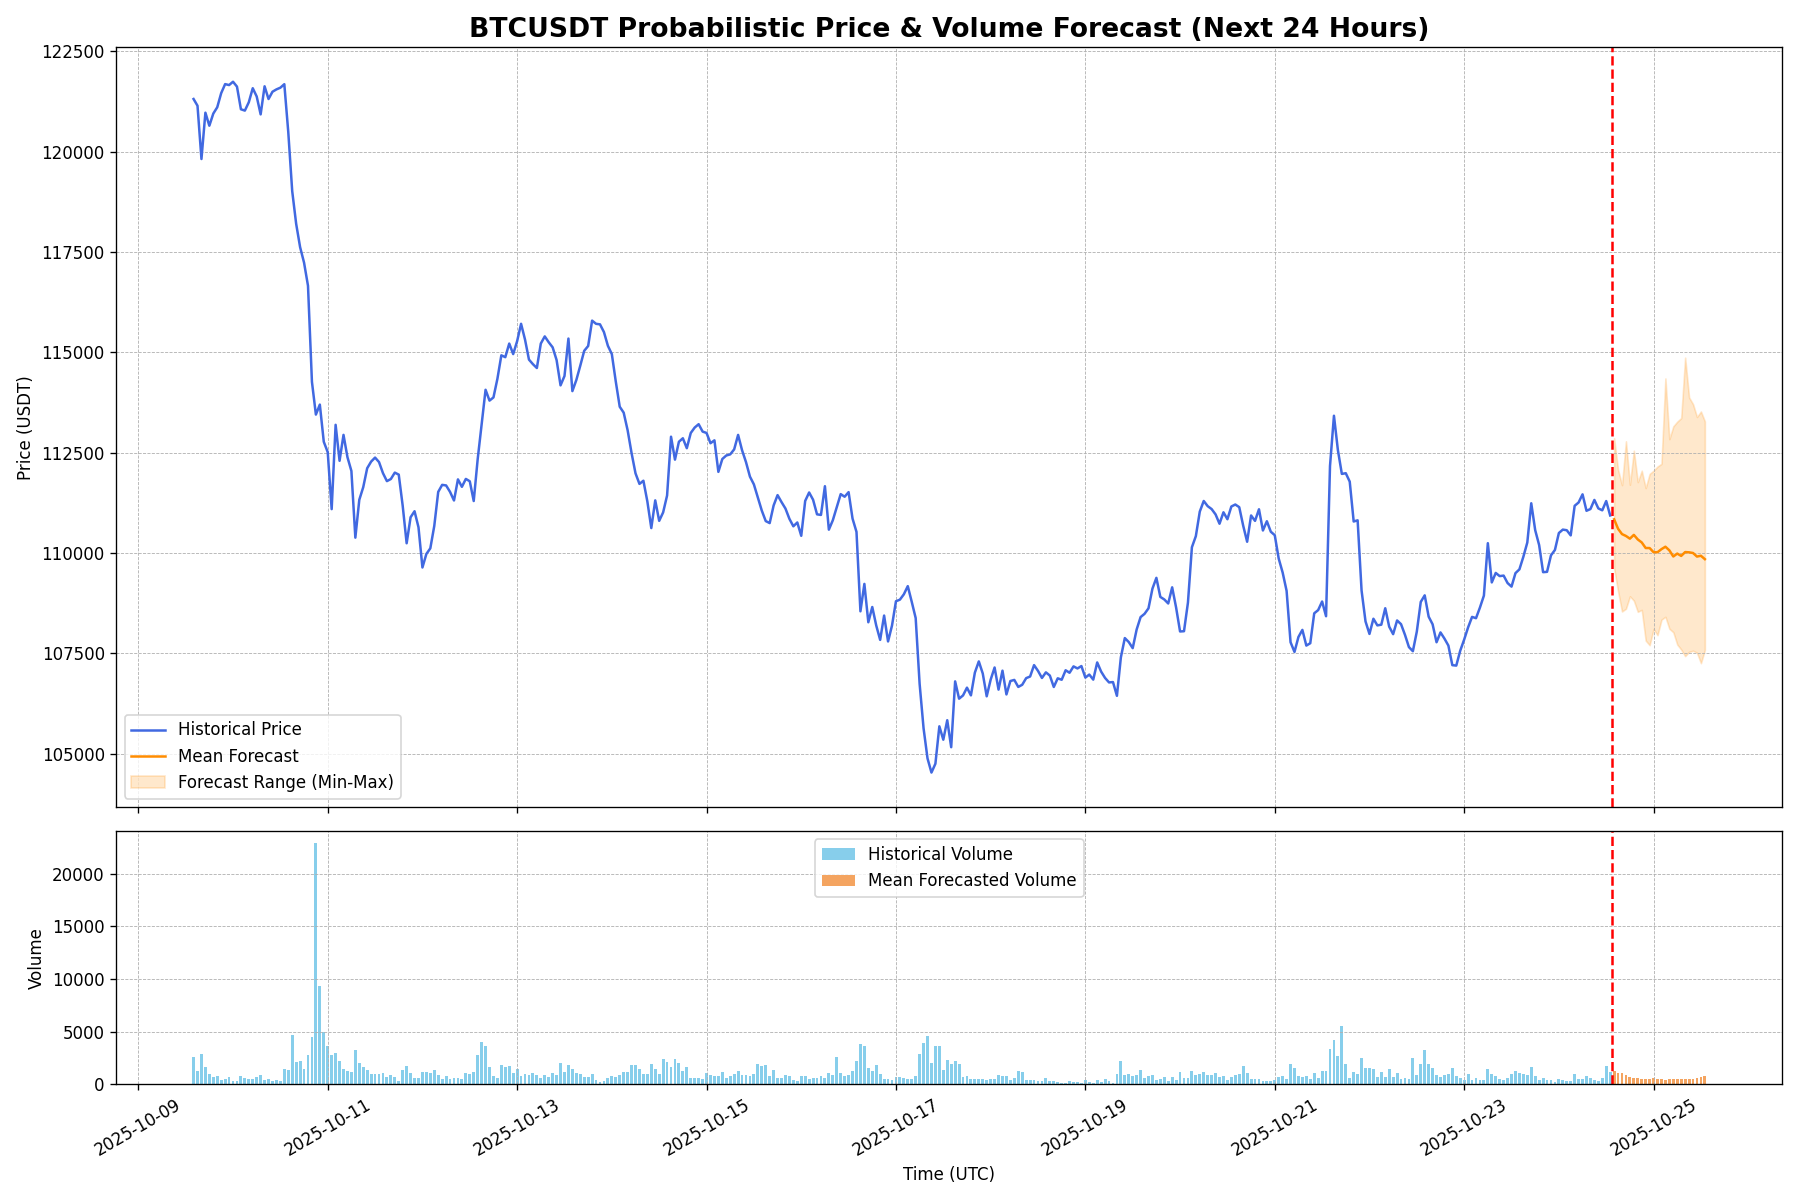 BTCUSDT Probabilistic Price & Volume Forecast (Next 24 Hours)
122500
120000
117500
115000
112500
110000
107500
105000
Price (USDT)
Historical Price
Mean Forecast
Forecast Range (Min-Max)
Historical Volume
Mean Forecasted Volume
20000
15000
10000
5000
0
Volume
2025-10-09
2025-10-11
2025-10-13
2025-10-15
2025-10-17
2025-10-19
2025-10-21
2025-10-23
2025-10-25
Time (UTC)